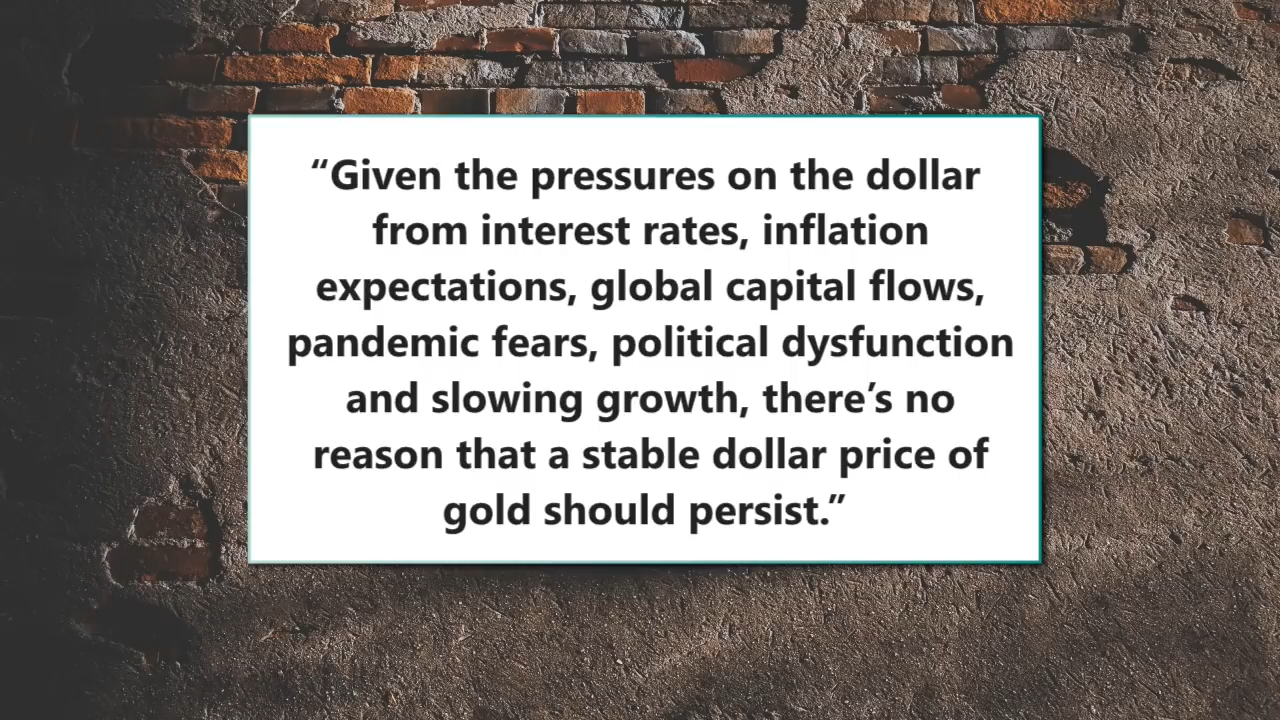 “Given the pressures on the dollar
from interest rates, inflation
expectations, global capital flows,
pandemic fears, political dysfunction
and slowing growth, there’s no
reason that a stable dollar price of
gold should persist.”